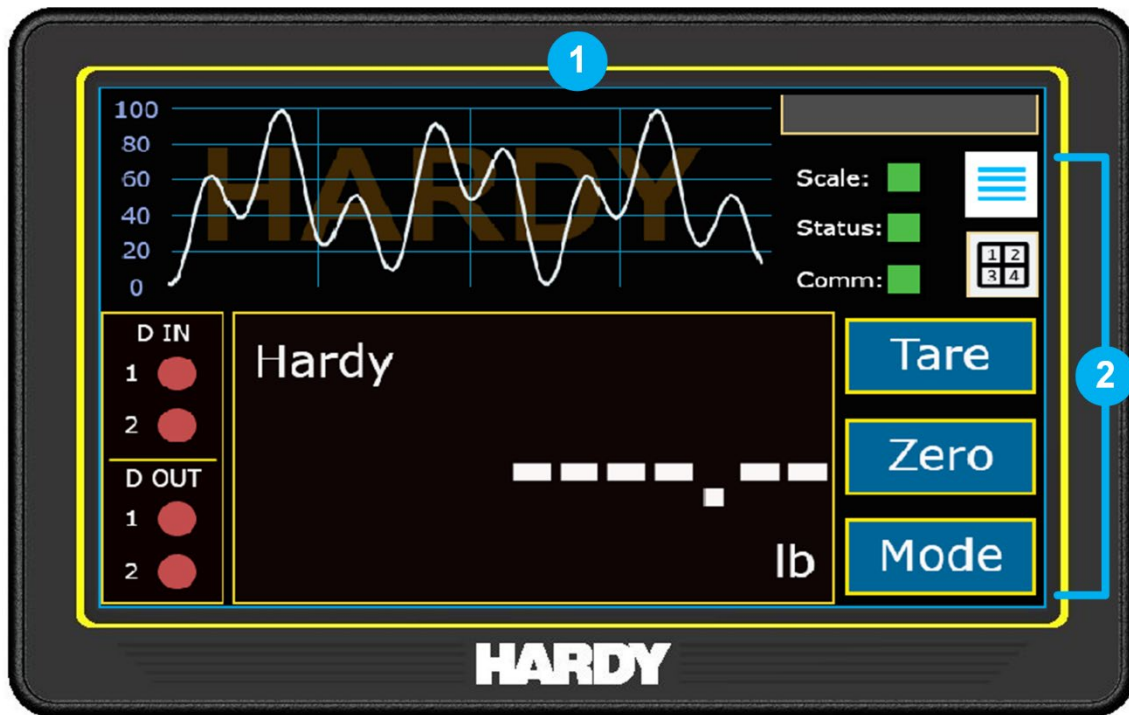 1
100
80
60
40
20
0
HARDY
Scale:
Status:
Comm:
1 2
3 4
D IN
1
2
D OUT
1
2
Hardy
----.--
lb
Tare
Zero
Mode
2
HARDY